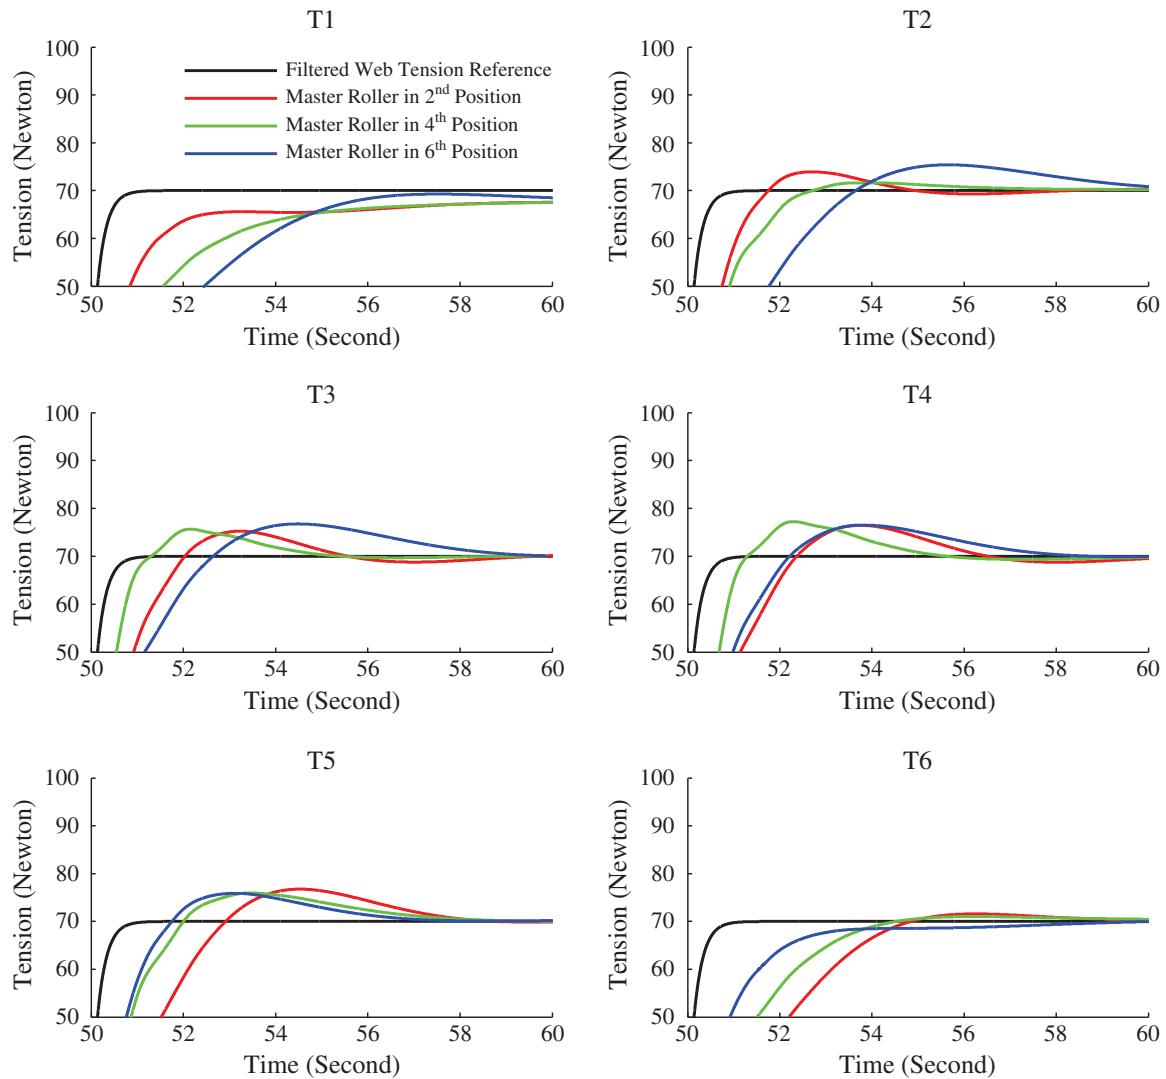 T1
100
90
80
70
60
50
Tension (Newton)
Filtered Web Tension Reference
Master Roller in 2nd Position
Master Roller in 4th Position
Master Roller in 6th Position
50 52 54 56 58 60
Time (Second)
T2
100
90
80
70
60
50
Tension (Newton)
50 52 54 56 58 60
Time (Second)
T3
100
90
80
70
60
50
Tension (Newton)
50 52 54 56 58 60
Time (Second)
T4
100
90
80
70
60
50
Tension (Newton)
50 52 54 56 58 60
Time (Second)
T5
100
90
80
70
60
50
Tension (Newton)
50 52 54 56 58 60
Time (Second)
T6
100
90
80
70
60
50
Tension (Newton)
50 52 54 56 58 60
Time (Second)